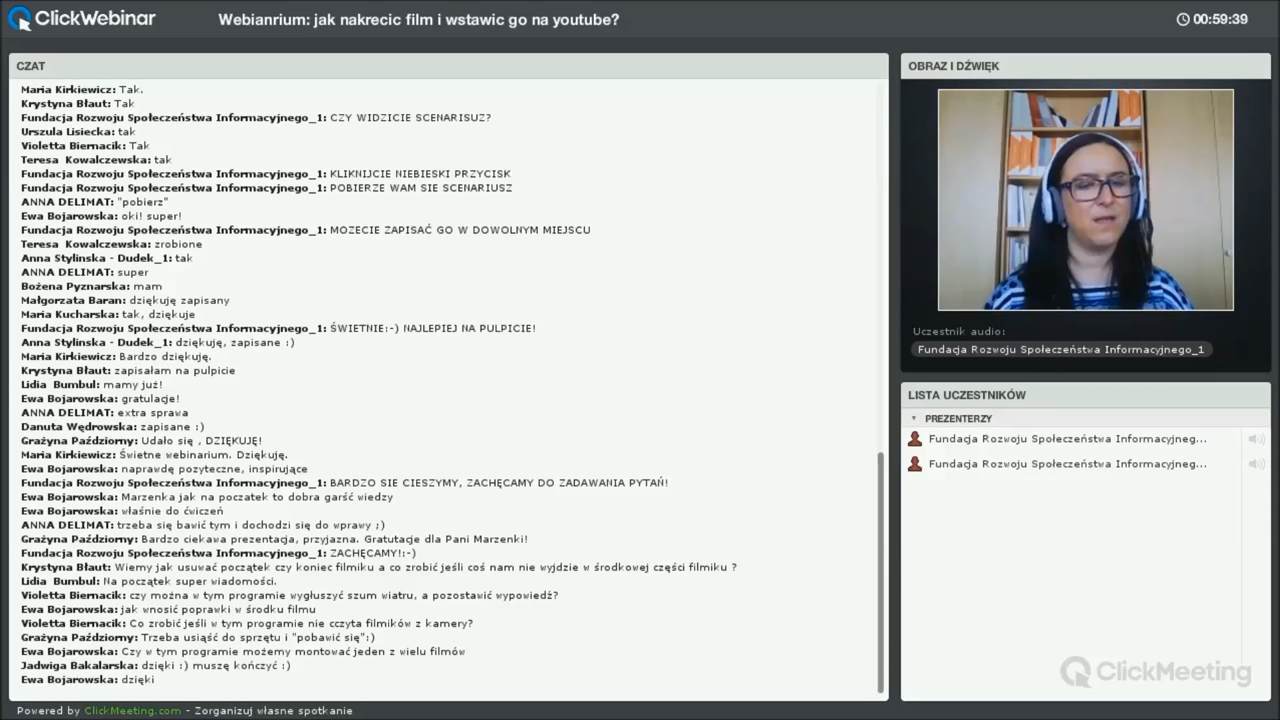 ClickWebinar
Webianrium: jak nakrecic film i wstawic go na youtube?
00:59:39
CZAT
Maria Kirkiewicz: Tak.
Krystyna Błaut: Tak
Fundacja Rozwoju Społeczeństwa Informacyjnego_1: CZY WIDZICIE SCENARISUZ?
Urszula Lisiecka: tak
Violetta Biernacik: Tak
Teresa Kowalczewska: tak
Fundacja Rozwoju Społeczeństwa Informacyjnego_1: KLIKNIJCIE NIEBIESKI PRZYCISK
Fundacja Rozwoju Społeczeństwa Informacyjnego_1: POBIERZE WAM SIE SCENARIUSZ
ANNA DELIMAT: "pobierz"
Ewa Bojarowska: oki! super!
Fundacja Rozwoju Społeczeństwa Informacyjnego_1: MOZECIE ZAPISAĆ GO W DOWOLNYM MIEJSCU
Teresa Kowalczewska: zrobione
Anna Stylinska - Dudek_1: tak
ANNA DELIMAT: super
Bożena Pyznarska: mam
Małgorzata Baran: dziękuję zapisany
Maria Kucharska: tak, dziękuje
Fundacja Rozwoju Społeczeństwa Informacyjnego_1: ŚWIETNIE:-) NAJLEPIEJ NA PULPICIE!
Anna Stylinska - Dudek_1: dziękuję, zapisane :)
Maria Kirkiewicz: Bardzo dziękuję.
Krystyna Błaut: zapisałam na pulpicie
Lidia Bumbul: mamy już!
Ewa Bojarowska: gratulacje!
ANNA DELIMAT: extra sprawa
Danuta Wędrowska: zapisane :)
Grażyna Paździorny: Udało się , DZIĘKUJĘ!
Maria Kirkiewicz: Świetne webinarium. Dziękuję.
Ewa Bojarowska: naprawdę pozyteczne, inspirujące
Fundacja Rozwoju Społeczeństwa Informacyjnego_1: BARDZO SIE CIESZYMY, ZACHĘCAMY DO ZADAWANIA PYTAŃ!
Ewa Bojarowska: Marzenka jak na poczatek to dobra garść wiedzy
Ewa Bojarowska: właśnie do ćwiczeń
ANNA DELIMAT: trzeba się bawić tym i dochodzi się do wprawy ;)
Grażyna Paździorny: Bardzo ciekawa prezentacja, przyjazna. Gratutacje dla Pani Marzenki!
Fundacja Rozwoju Społeczeństwa Informacyjnego_1: ZACHĘCAMY!:-)
Krystyna Błaut: Wiemy jak usuwać początek czy koniec filmiku a co zrobić jeśli coś nam nie wyjdzie w środkowej części filmiku ?
Lidia Bumbul: Na początek super wiadomości.
Violetta Biernacik: czy można w tym programie wygłuszyć szum wiatru, a pozostawić wypowiedź?
Ewa Bojarowska: jak wnosić poprawki w środku filmu
Violetta Biernacik: Co zrobić jeśli w tym programie nie cczyta filmików z kamery?
Grażyna Paździorny: Trzeba usiąść do sprzętu i "pobawić się":)
Ewa Bojarowska: Czy w tym programie możemy montować jeden z wielu filmów
Jadwiga Bakalarska: dzięki :) muszę kończyć :)
Ewa Bojarowska: dzięki
OBRAZ I DŹWIĘK
Uczestnik audio:
Fundacja Rozwoju Społeczeństwa Informacyjnego_1
LISTA UCZESTNIKÓW
PREZENTERZY
Fundacja Rozwoju Społeczeństwa Informacyjneg...
Fundacja Rozwoju Społeczeństwa Informacyjneg...
ClickMeeting
Powered by ClickMeeting.com - Zorganizuj własne spotkanie